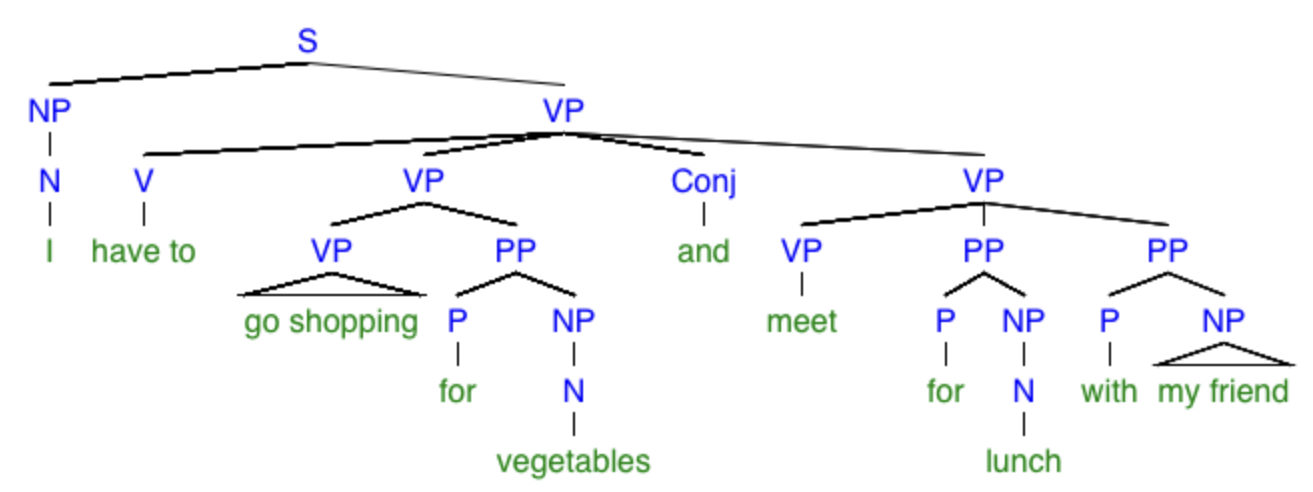 S
NP VP
N V VP Conj VP
I have to VP PP and VP PP PP
go shopping P NP meet P NP P NP
for N for N with my friend
vegetables lunch